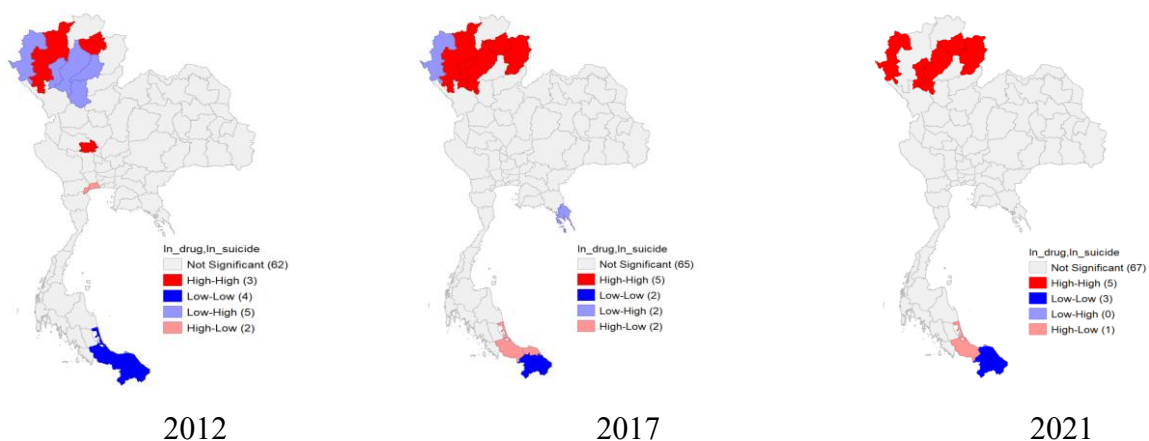 ln_drug,ln_suicide
Not Significant (62)
High-High (3)
Low-Low (4)
Low-High (5)
High-Low (2)
ln_drug,ln_suicide
Not Significant (65)
High-High (5)
Low-Low (2)
Low-High (2)
High-Low (2)
ln_drug,ln_suicide
Not Significant (67)
High-High (5)
Low-Low (3)
Low-High (0)
High-Low (1)
2012
2017
2021